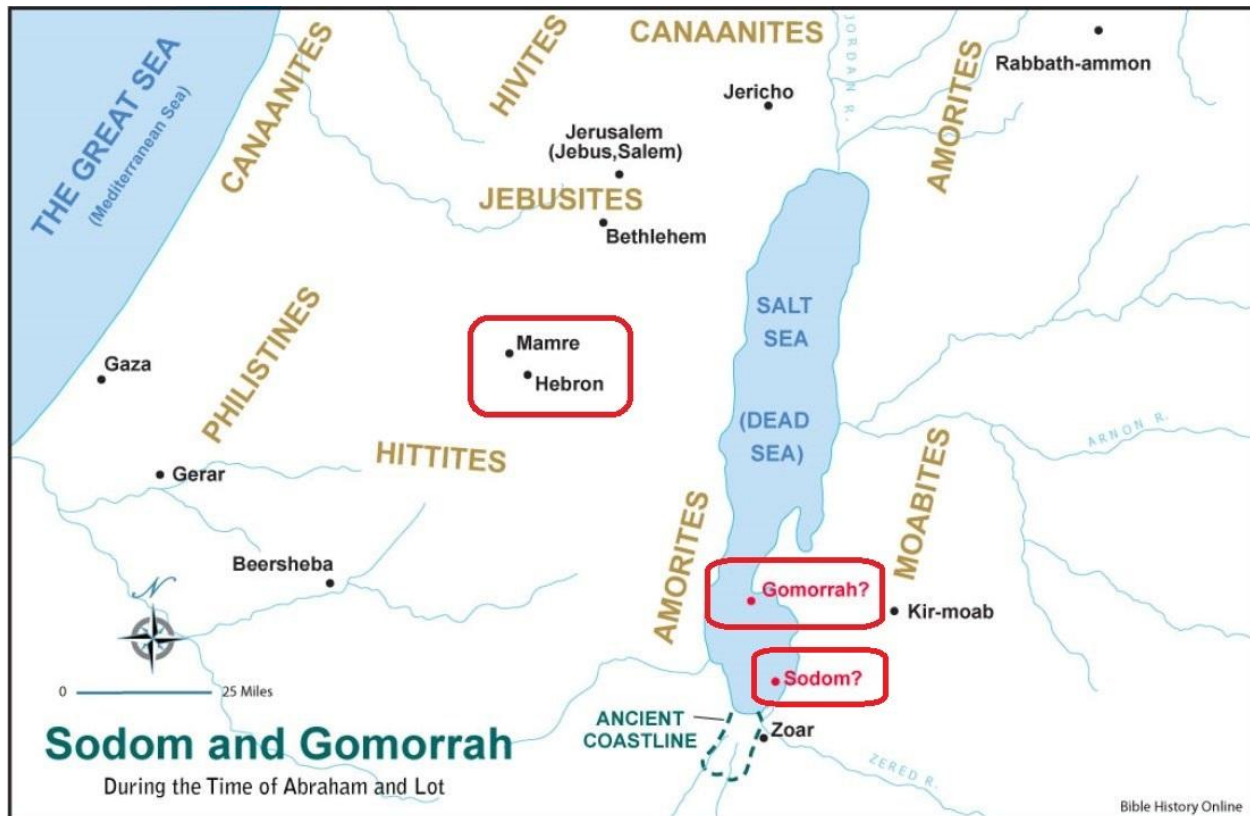 THE GREAT SEA
(Mediterranean Sea)
CANAANITES
HIVITES
CANAANITES
JORDAN R.
AMORITES
Rabbath-ammon
Jericho
Jerusalem
(Jebus,Salem)
JEBUSITES
Bethlehem
Mamre
Hebron
SALT
SEA
(DEAD
SEA)
Gaza
PHILISTINES
HITTITES
Gerar
Beersheba
AMORITES
MOABITES
ARNON R.
Gomorrah?
Kir-moab
Sodom?
N
0
25 Miles
ANCIENT
COASTLINE
Zoar
ZERED R.
Sodom and Gomorrah
During the Time of Abraham and Lot
Bible History Online